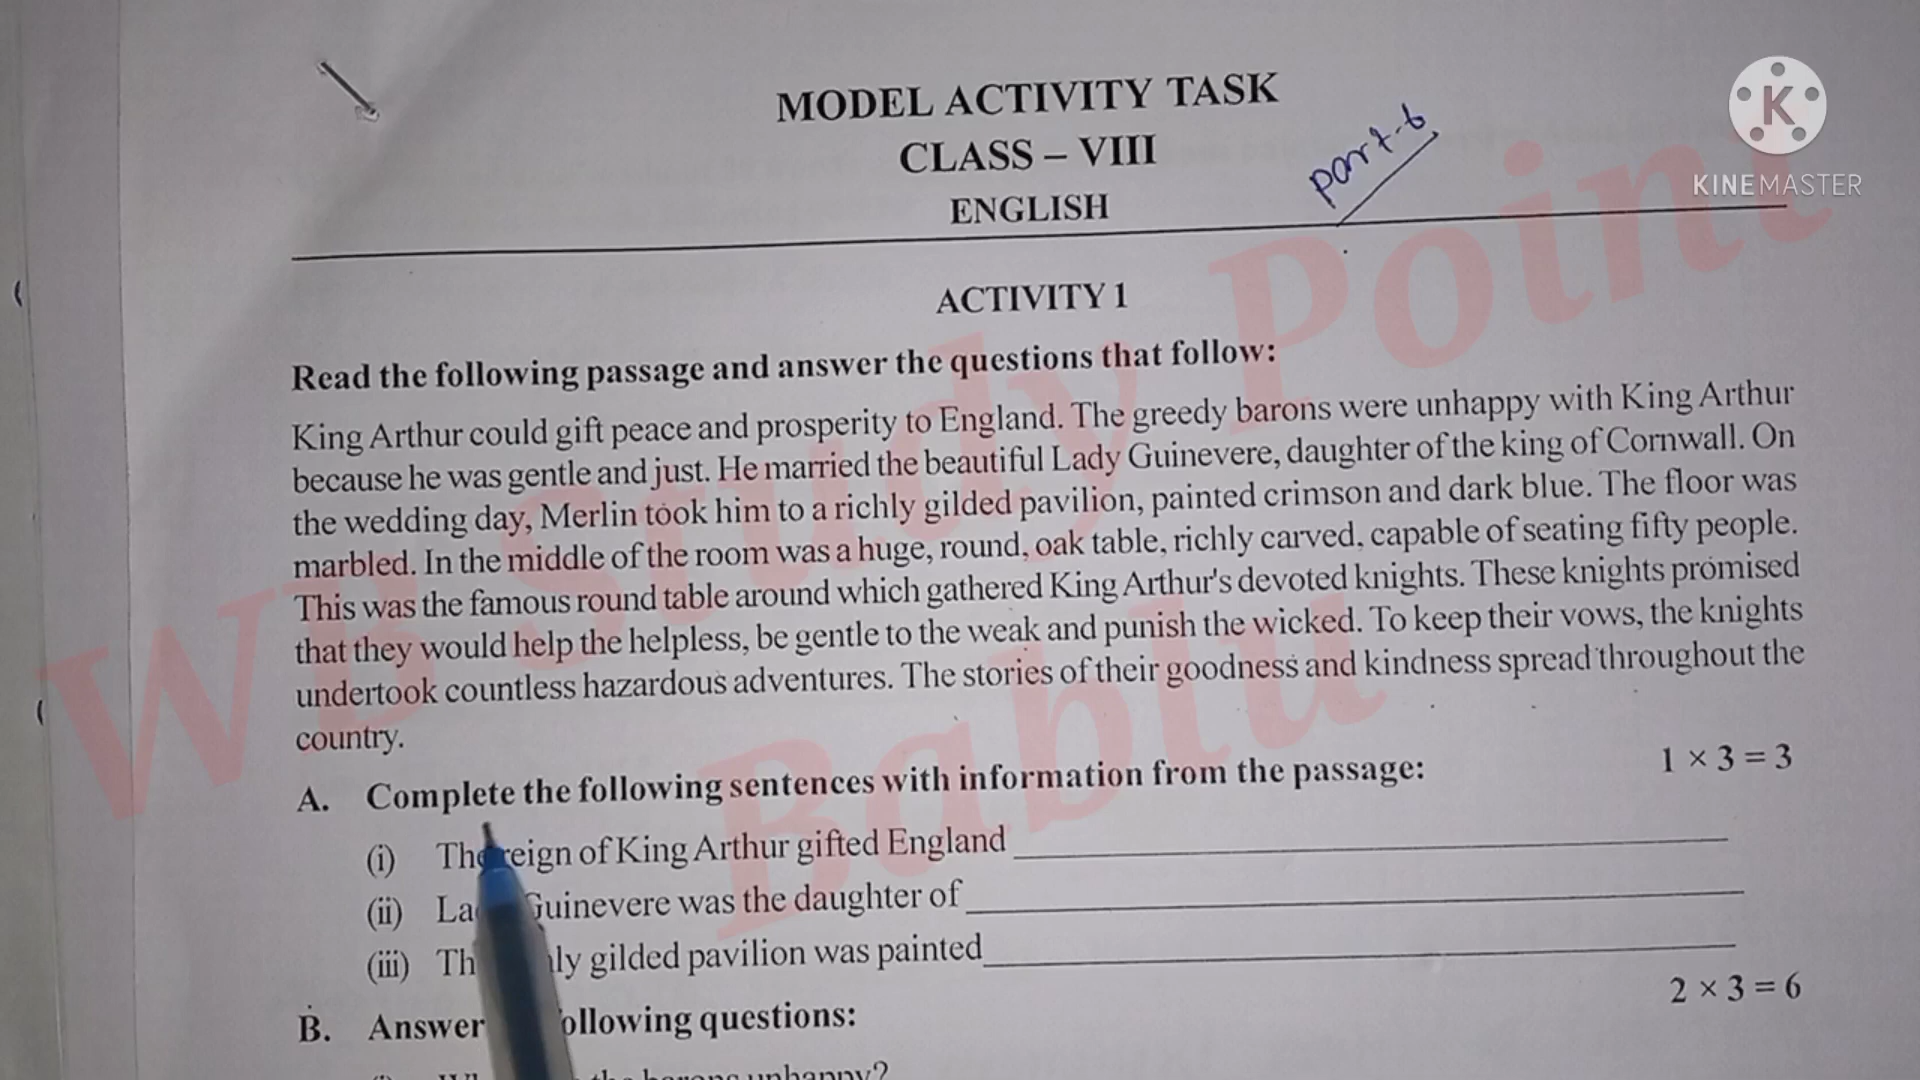 MODEL ACTIVITY TASK
CLASS – VIII
part-6
K
KINEMASTER
ENGLISH
ACTIVITY 1
Read the following passage and answer the questions that follow:
King Arthur could gift peace and prosperity to England. The greedy barons were unhappy with King Arthur
because he was gentle and just. He married the beautiful Lady Guinevere, daughter of the king of Cornwall. On
the wedding day, Merlin took him to a richly gilded pavilion, painted crimson and dark blue. The floor was
marbled. In the middle of the room was a huge, round, oak table, richly carved, capable of seating fifty people.
This was the famous round table around which gathered King Arthur's devoted knights. These knights promised
that they would help the helpless, be gentle to the weak and punish the wicked. To keep their vows, the knights
undertook countless hazardous adventures. The stories of their goodness and kindness spread throughout the
country.
A. Complete the following sentences with information from the passage: 1 × 3 = 3
(i) The reign of King Arthur gifted England
(ii) Guinevere was the daughter of
(iii) gilded pavilion was painted
B. Answer following questions: 2 × 3 = 6
the barons unhappy?
WB Study Point
Bablu